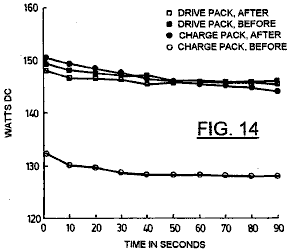 DRIVE PACK, AFTER
DRIVE PACK, BEFORE
CHARGE PACK, AFTER
CHARGE PACK, BEFORE
160
150
140
130
120
WATTS DC
FIG. 14
0 10 20 30 40 50 60 70 80 90
TIME IN SECONDS